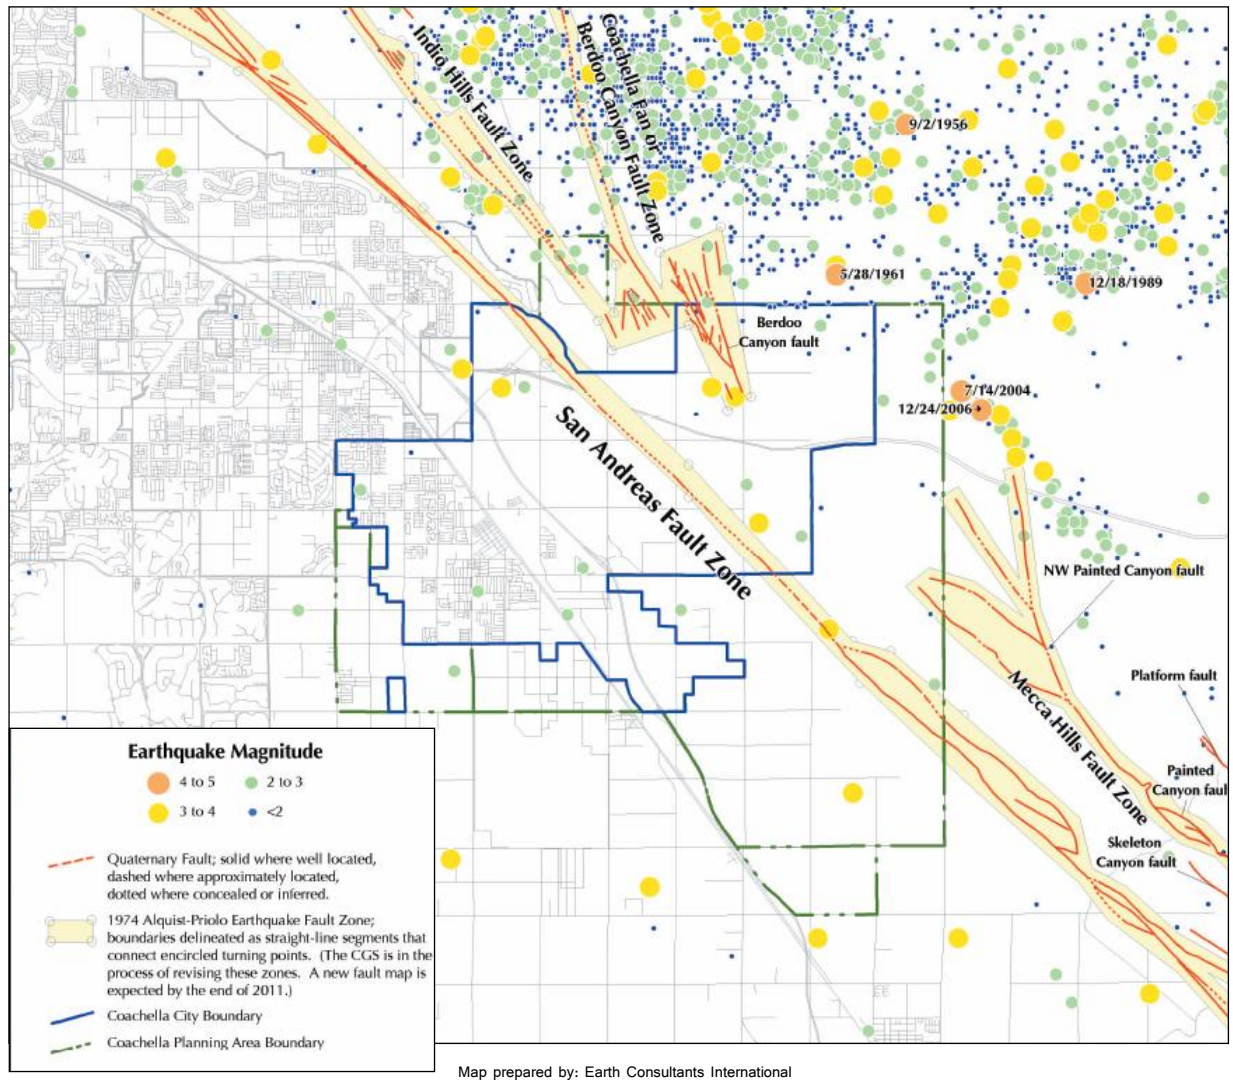 Indio Hills Fault Zone
Coachella Fan or
Berdoo Canyon Fault Zone
9/2/1956
5/28/1961
12/18/1989
Berdoo
Canyon fault
7/14/2004
12/24/2006
San Andreas Fault Zone
NW Painted Canyon fault
Mecca Hills Fault Zone
Platform fault
Painted
Canyon faul
Skeleton
Canyon fault
Earthquake Magnitude
4 to 5
2 to 3
3 to 4
<2
Quaternary Fault; solid where well located,
dashed where approximately located,
dotted where concealed or inferred.
1974 Alquist-Priolo Earthquake Fault Zone;
boundaries delineated as straight-line segments that
connect encircled turning points. (The CGS is in the
process of revising these zones. A new fault map is
expected by the end of 2011.)
Coachella City Boundary
Coachella Planning Area Boundary
Map prepared by: Earth Consultants International